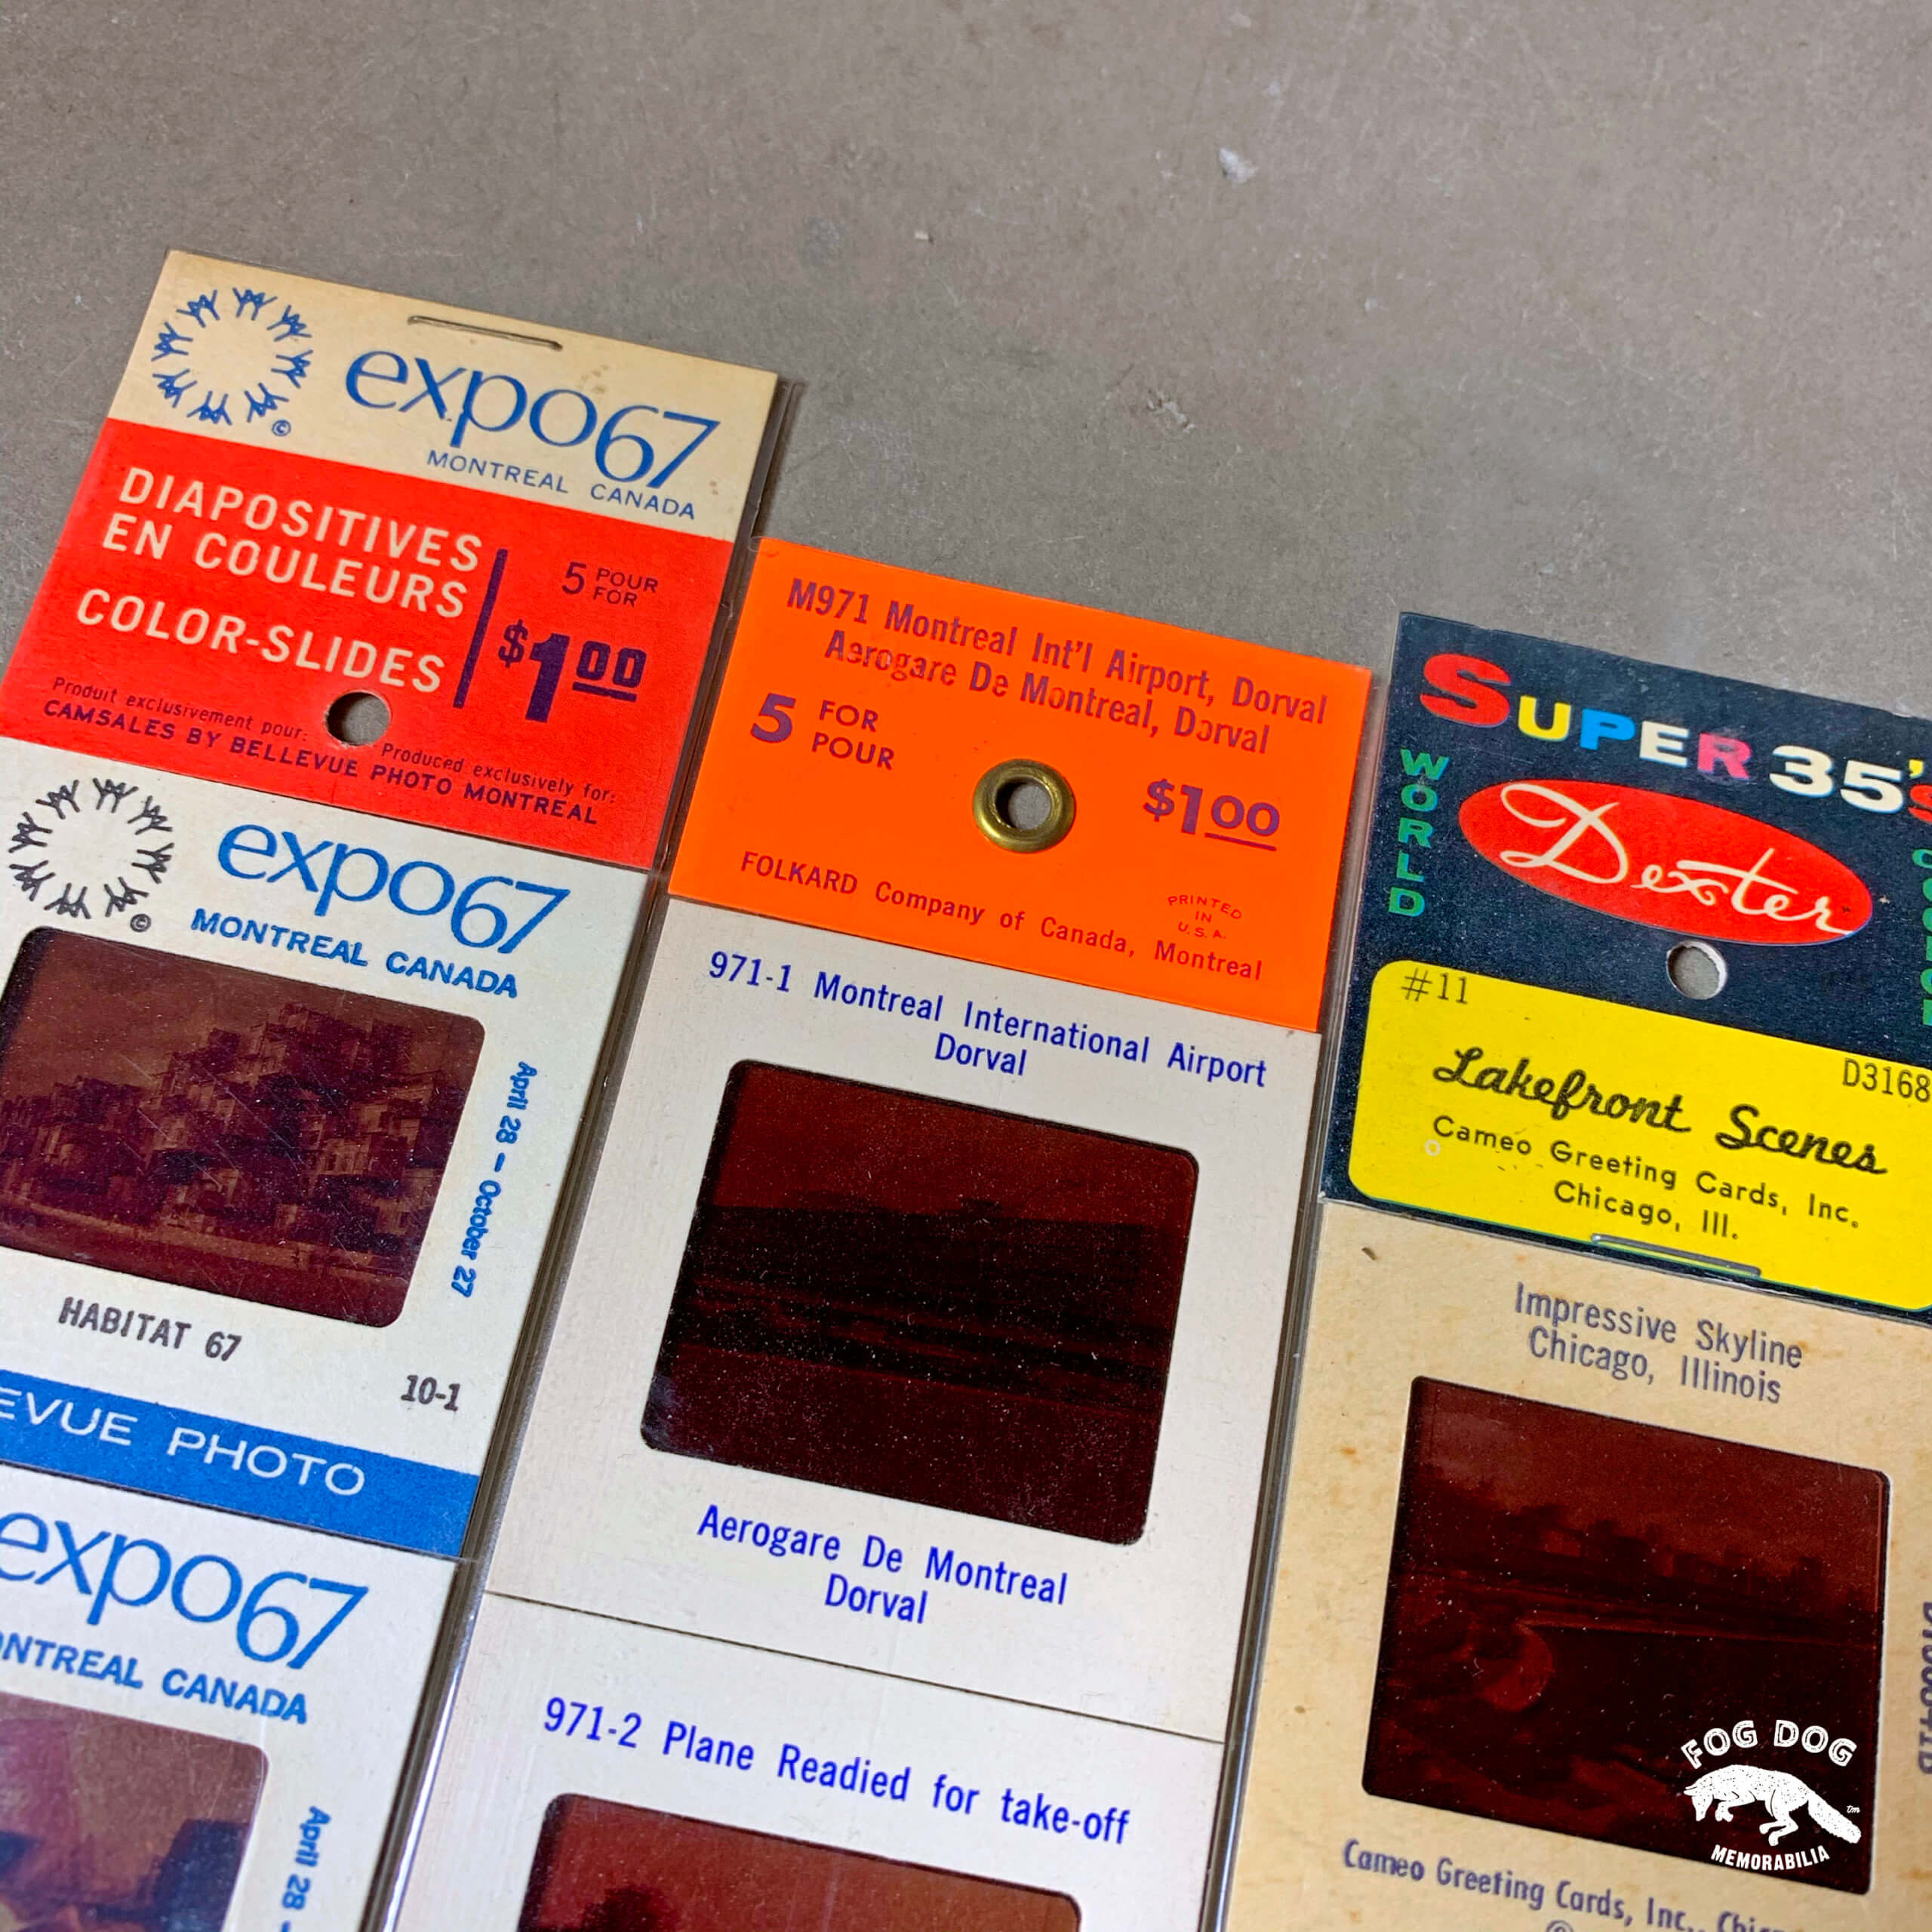 expo67
MONTREAL CANADA
©
DIAPOSITIVES
EN COULEURS
COLOR-SLIDES
5 POUR
FOR
$1.00
Produit exclusivement pour:
Produced exclusively for:
CAMSALES BY BELLEVUE PHOTO MONTREAL
expo67
MONTREAL CANADA
©
April 28 – October 27
HABITAT 67
10-1
EVUE PHOTO
expo67
NTREAL CANADA
April 28 –
M971 Montreal Int'l Airport, Dorval
Aerogare De Montreal, Dorval
5 FOR
POUR
$1.00
FOLKARD Company of Canada, Montreal
PRINTED
IN
U.S.A.
971-1 Montreal International Airport
Dorval
Aerogare De Montreal
Dorval
971-2 Plane Readied for take-off
SUPER 35's
WORLD
Dexter
#11
D3168
Lakefront Scenes
Cameo Greeting Cards, Inc.
Chicago, Ill.
Impressive Skyline
Chicago, Illinois
Cameo Greeting Cards, Inc.,
©
FOG DOG
TM
MEMORABILIA